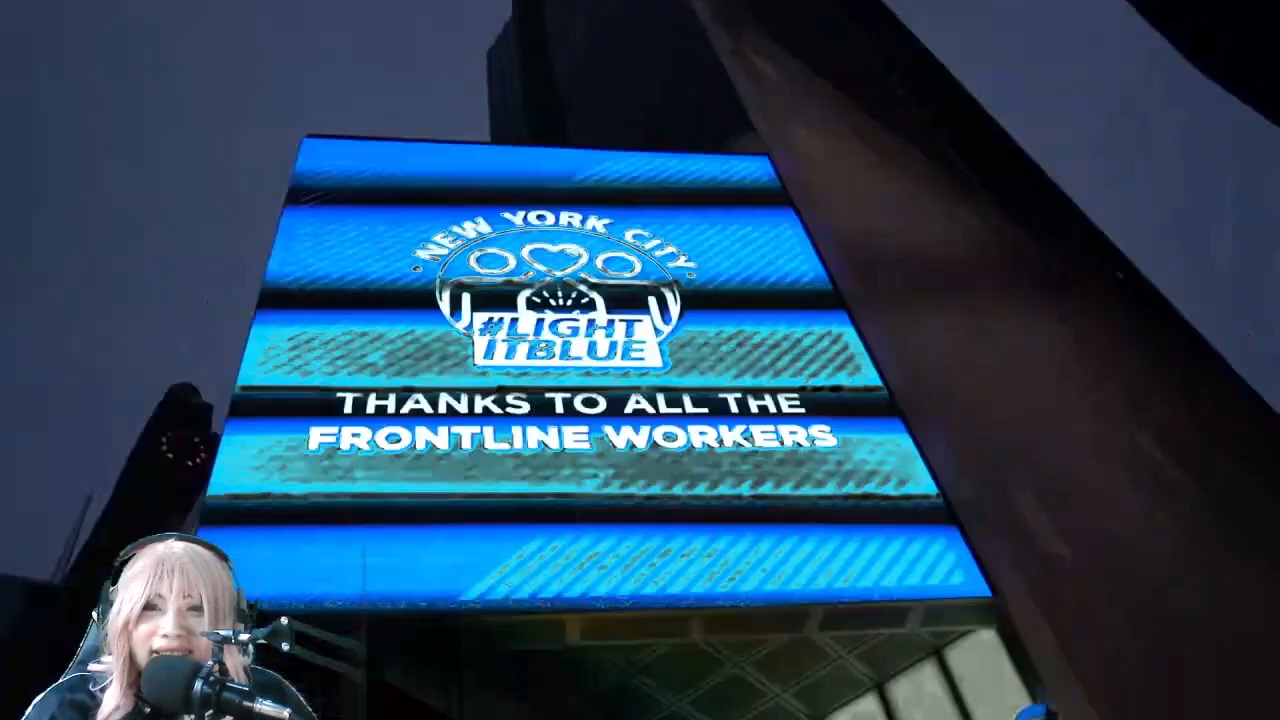 NEW YORK CITY
#LIGHT
ITBLUE
THANKS TO ALL THE
FRONTLINE WORKERS